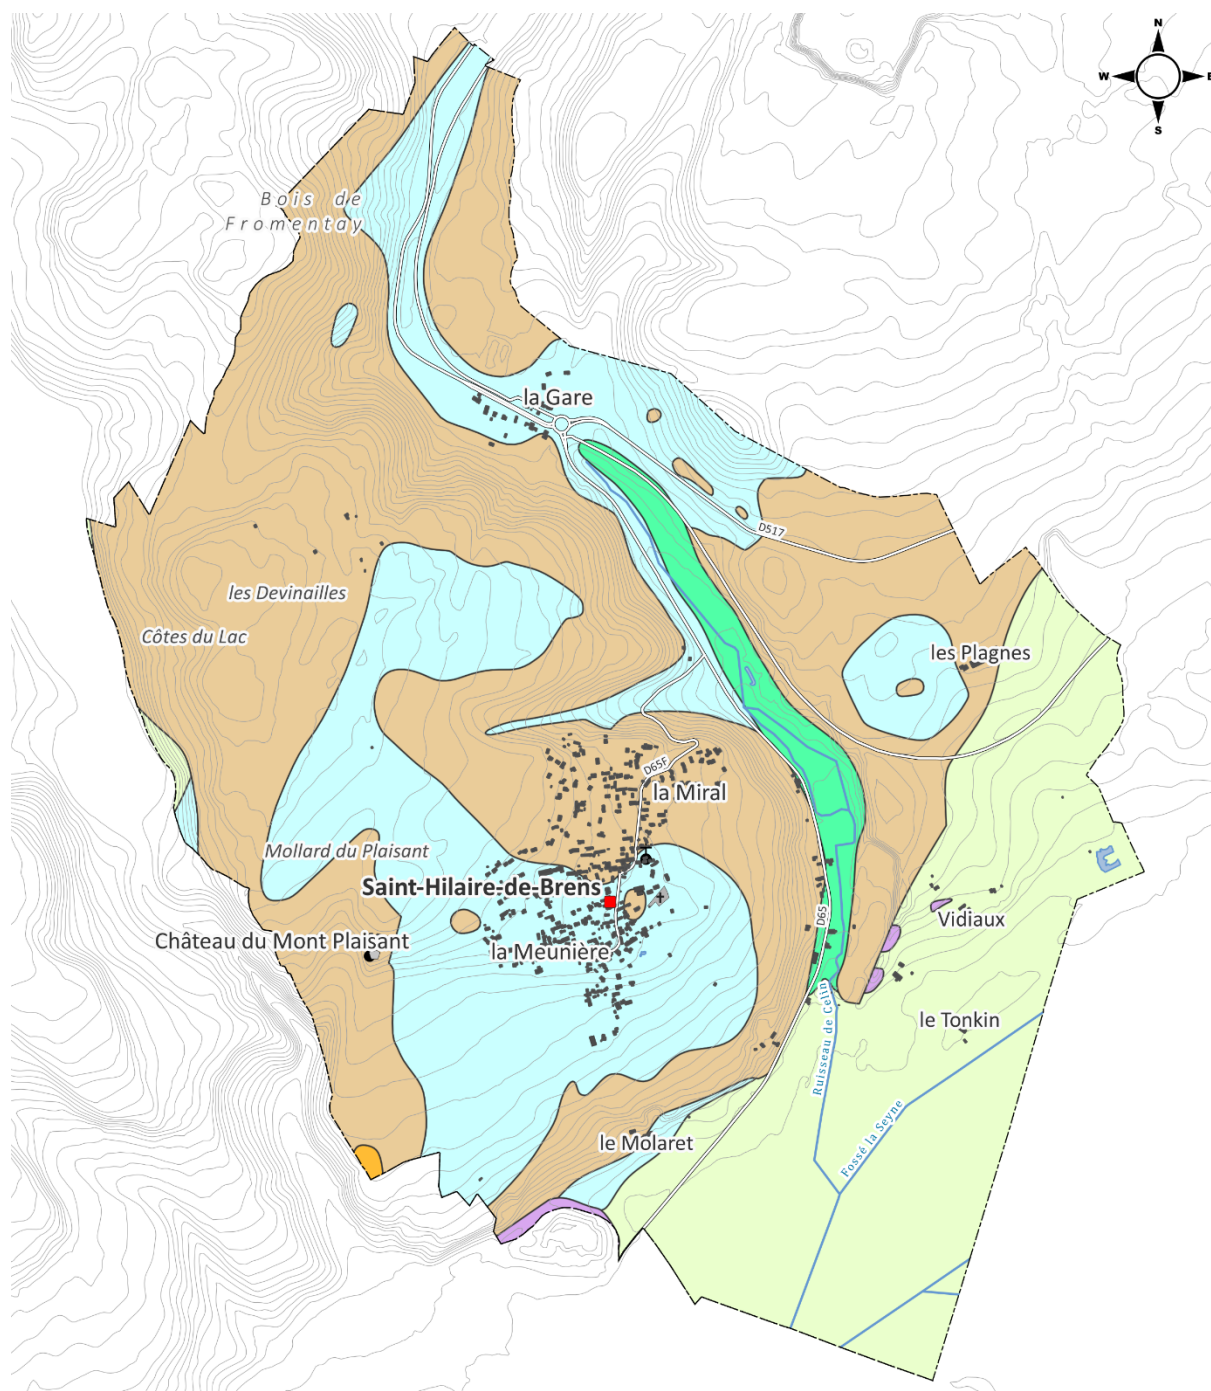 N
W E
S
Bois de
Fromentay
la Gare
D517
les Devinailles
Côtes du Lac
les Plagnes
D65F
la Miral
Mollard du Plaisant
Saint-Hilaire-de-Brens
D65
Vidiaux
Château du Mont Plaisant
la Meunière
le Tonkin
Ruisseau de Celin
Fossé la Seyne
le Molaret